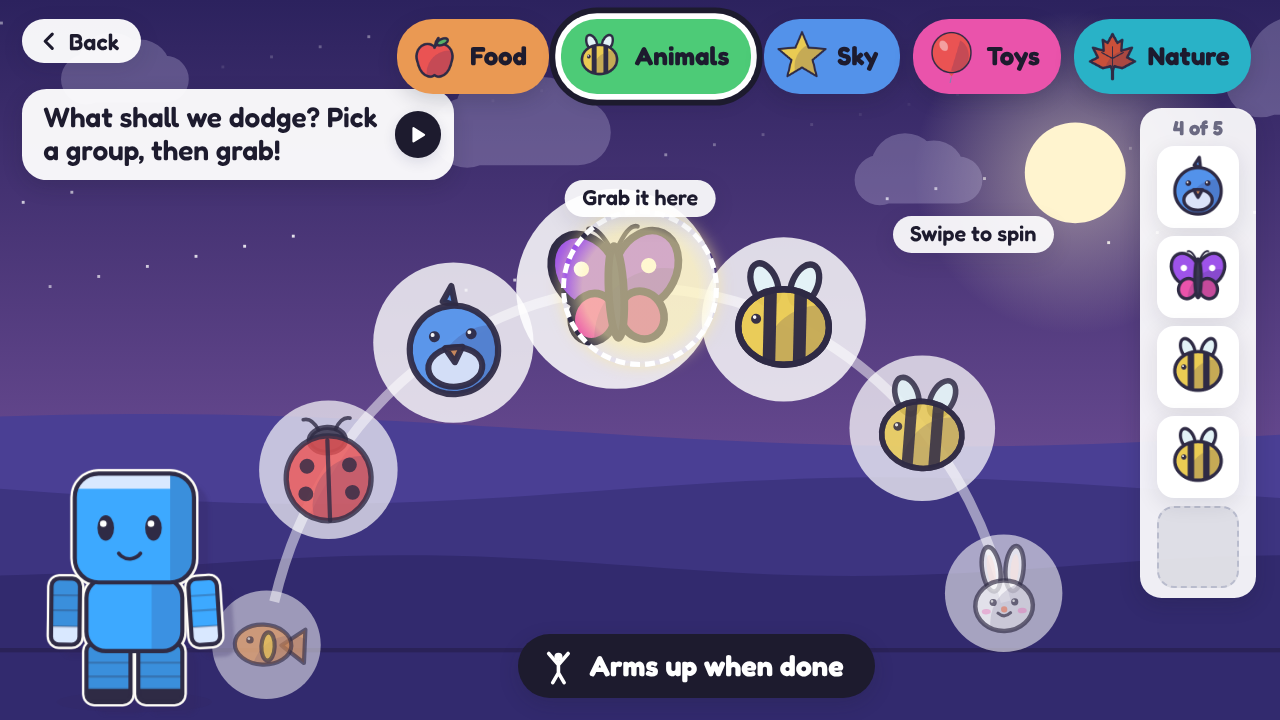 Back
Food
Animals
Sky
Toys
Nature
What shall we dodge? Pick
a group, then grab!
4 of 5
Grab it here
Swipe to spin
Arms up when done